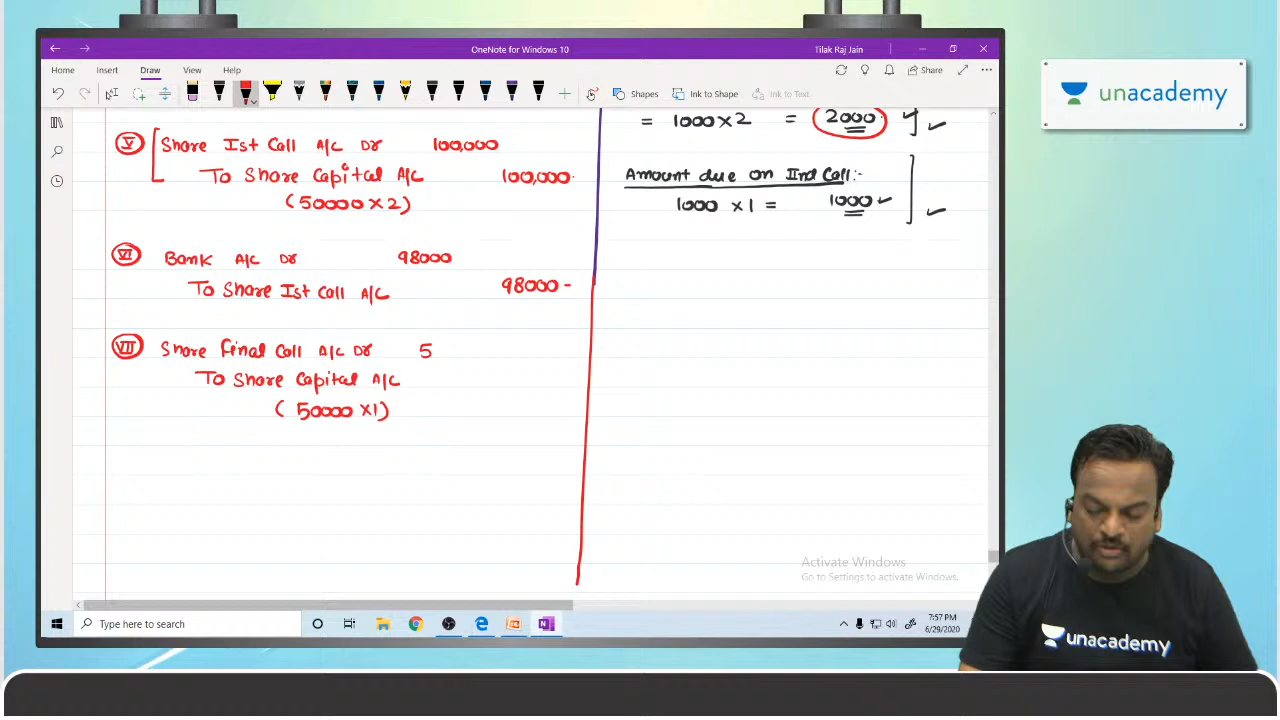 OneNote for Windows 10
Tilak Raj Jain
Home Insert Draw View Help
Share
Shapes Ink to Shape Ink to Text
V Share Ist Call A/C Dr 100,000
To Share Capital A/C 100,000
(50000 × 2)
VI Bank A/C Dr 98000
To Share Ist Call A/C 98000 -
VII Share Final Call A/C Dr 5
To Share Capital A/C
(50000 × 1)
= 1000 × 2 = 2000
Amount due on IInd Call:-
1000 × 1 = 1000
Activate Windows
Go to Settings to activate Windows.
Type here to search
7:57 PM
6/29/2020
unacademy
unacademy